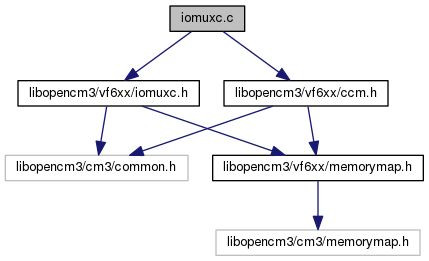 iomuxc.c
libopencm3/vf6xx/iomuxc.h
libopencm3/vf6xx/ccm.h
libopencm3/cm3/common.h
libopencm3/vf6xx/memorymap.h
libopencm3/cm3/memorymap.h